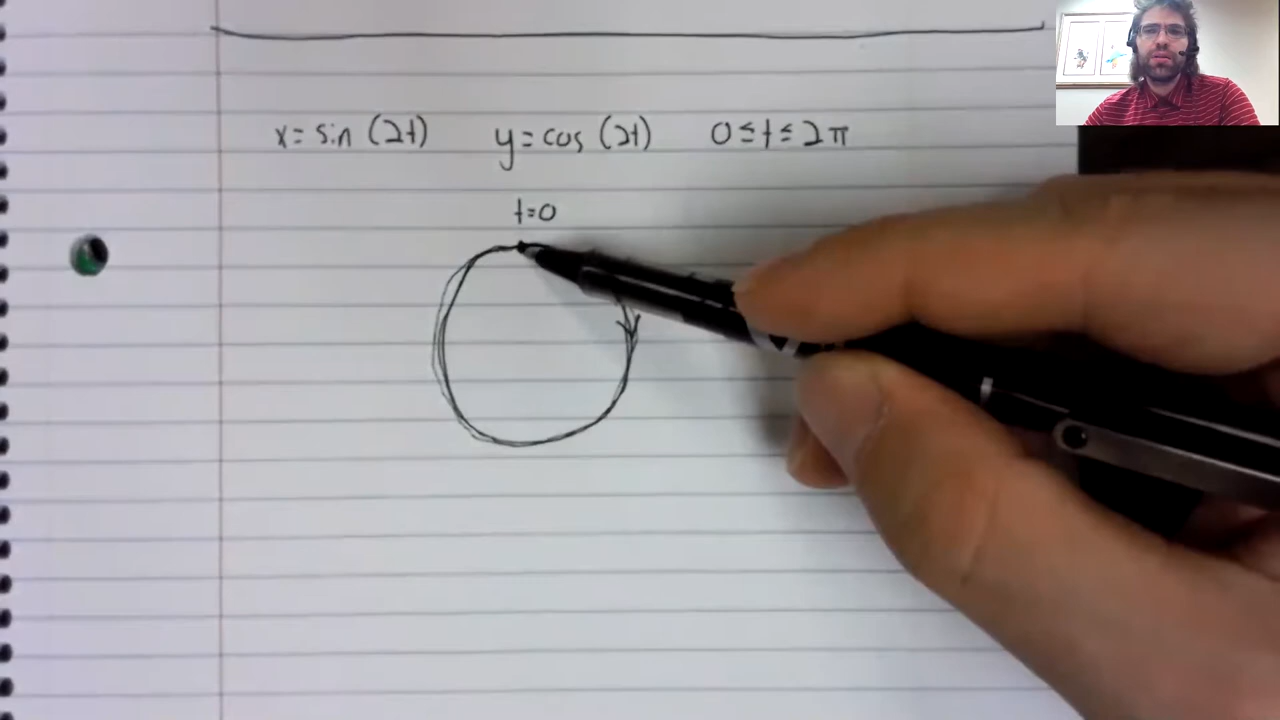 x = sin (2t) y = cos (2t) 0 ≤ t ≤ 2π
t=0